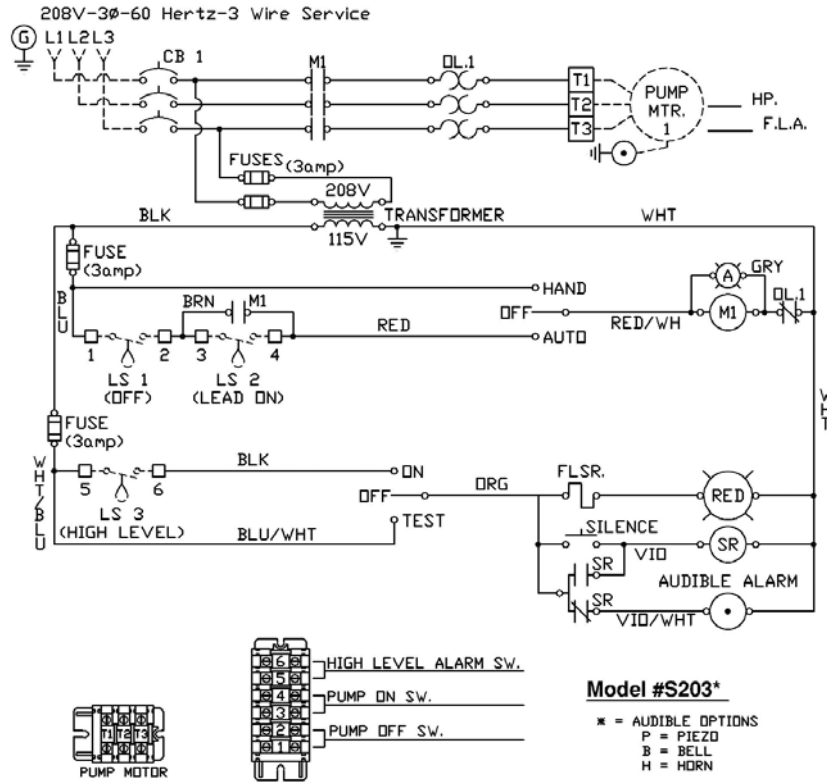 208V-3ø-60 Hertz-3 Wire Service
G L1 L2 L3
CB 1
M1
OL.1
T1
T2
T3
PUMP
MTR.
1
HP.
F.L.A.
FUSES (3amp)
208V
BLK
TRANSFORMER
WHT
115V
FUSE
(3amp)
BLU
HAND
A
GRY
BRN
M1
OFF
M1
OL.1
RED
RED/WH
AUTO
1
2
3
4
LS 1
(OFF)
LS 2
(LEAD ON)
WHT
FUSE
(3amp)
WHT/BLU
BLK
ON
5
6
ORG
FLSR.
RED
OFF
LS 3
(HIGH LEVEL)
TEST
BLU/WHT
SILENCE
VIO
SR
SR
AUDIBLE ALARM
SR
VIO/WHT
6
HIGH LEVEL ALARM SW.
5
4
PUMP ON SW.
3
2
PUMP OFF SW.
1
T1 T2 T3
PUMP MOTOR
Model #S203*
* = AUDIBLE OPTIONS
P = PIEZO
B = BELL
H = HORN